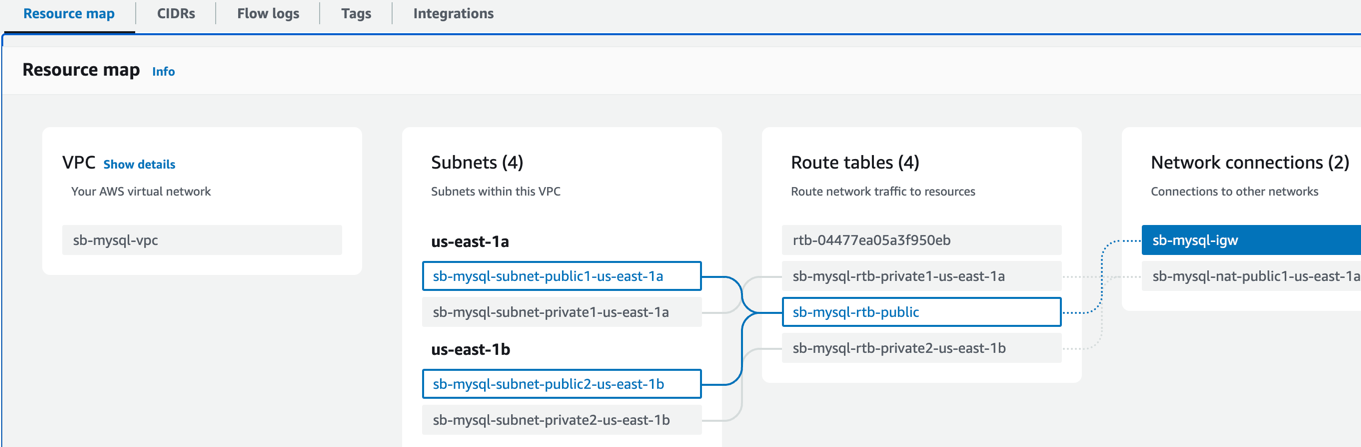 Resource map
CIDRs
Flow logs
Tags
Integrations
Resource map Info
VPC Show details
Your AWS virtual network
sb-mysql-vpc
Subnets (4)
Subnets within this VPC
us-east-1a
sb-mysql-subnet-public1-us-east-1a
sb-mysql-subnet-private1-us-east-1a
us-east-1b
sb-mysql-subnet-public2-us-east-1b
sb-mysql-subnet-private2-us-east-1b
Route tables (4)
Route network traffic to resources
rtb-04477ea05a3f950eb
sb-mysql-rtb-private1-us-east-1a
sb-mysql-rtb-public
sb-mysql-rtb-private2-us-east-1b
Network connections (2)
Connections to other networks
sb-mysql-igw
sb-mysql-nat-public1-us-east-1a